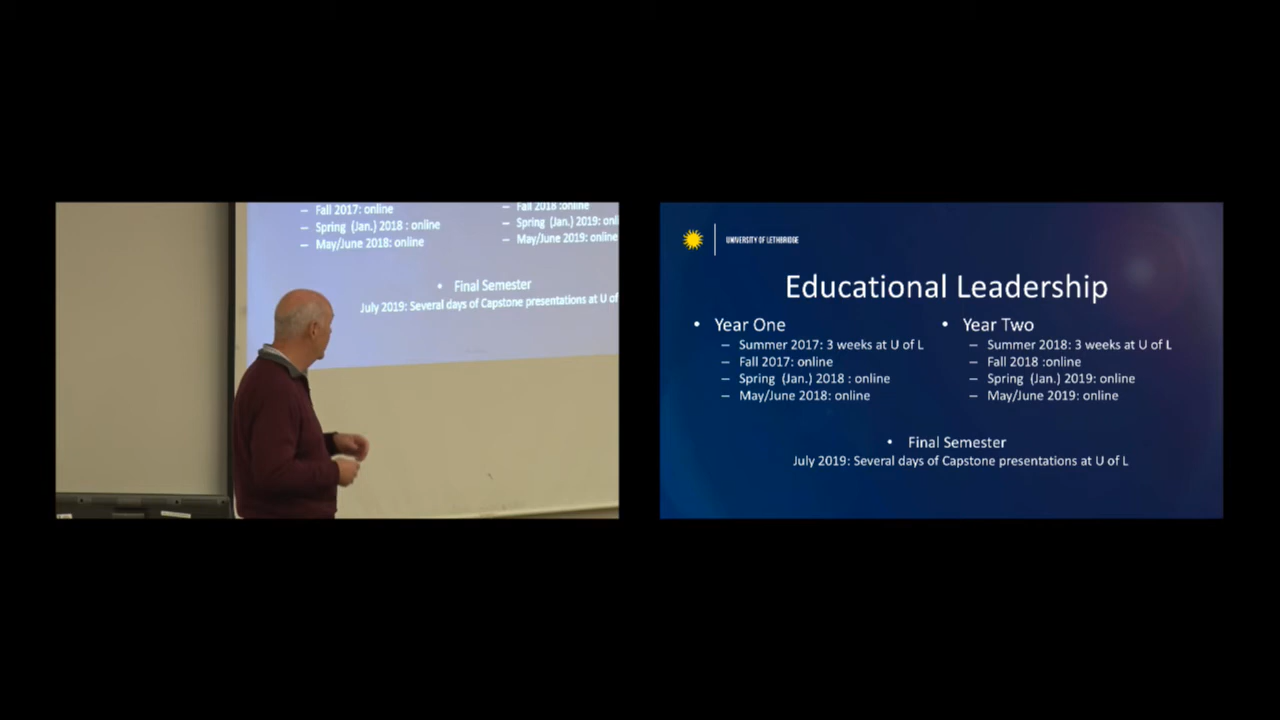 Fall 2017: online
– Spring (Jan.) 2018 : online
– May/June 2018: online
– Fall 2018 :online
– Spring (Jan.) 2019: onli
– May/June 2019: online
• Final Semester
July 2019: Several days of Capstone presentations at U of
UNIVERSITY OF LETHBRIDGE
Educational Leadership
• Year One
– Summer 2017: 3 weeks at U of L
– Fall 2017: online
– Spring (Jan.) 2018 : online
– May/June 2018: online
• Year Two
– Summer 2018: 3 weeks at U of L
– Fall 2018 :online
– Spring (Jan.) 2019: online
– May/June 2019: online
• Final Semester
July 2019: Several days of Capstone presentations at U of L